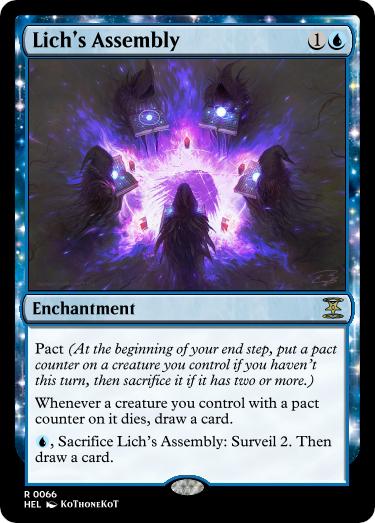 Lich's Assembly 1
Enchantment
Pact (At the beginning of your end step, put a pact
counter on a creature you control if you haven't
this turn, then sacrifice it if it has two or more.)
Whenever a creature you control with a pact
counter on it dies, draw a card.
, Sacrifice Lich's Assembly: Surveil 2. Then
draw a card.
R 0066
HEL KoThoneKoT